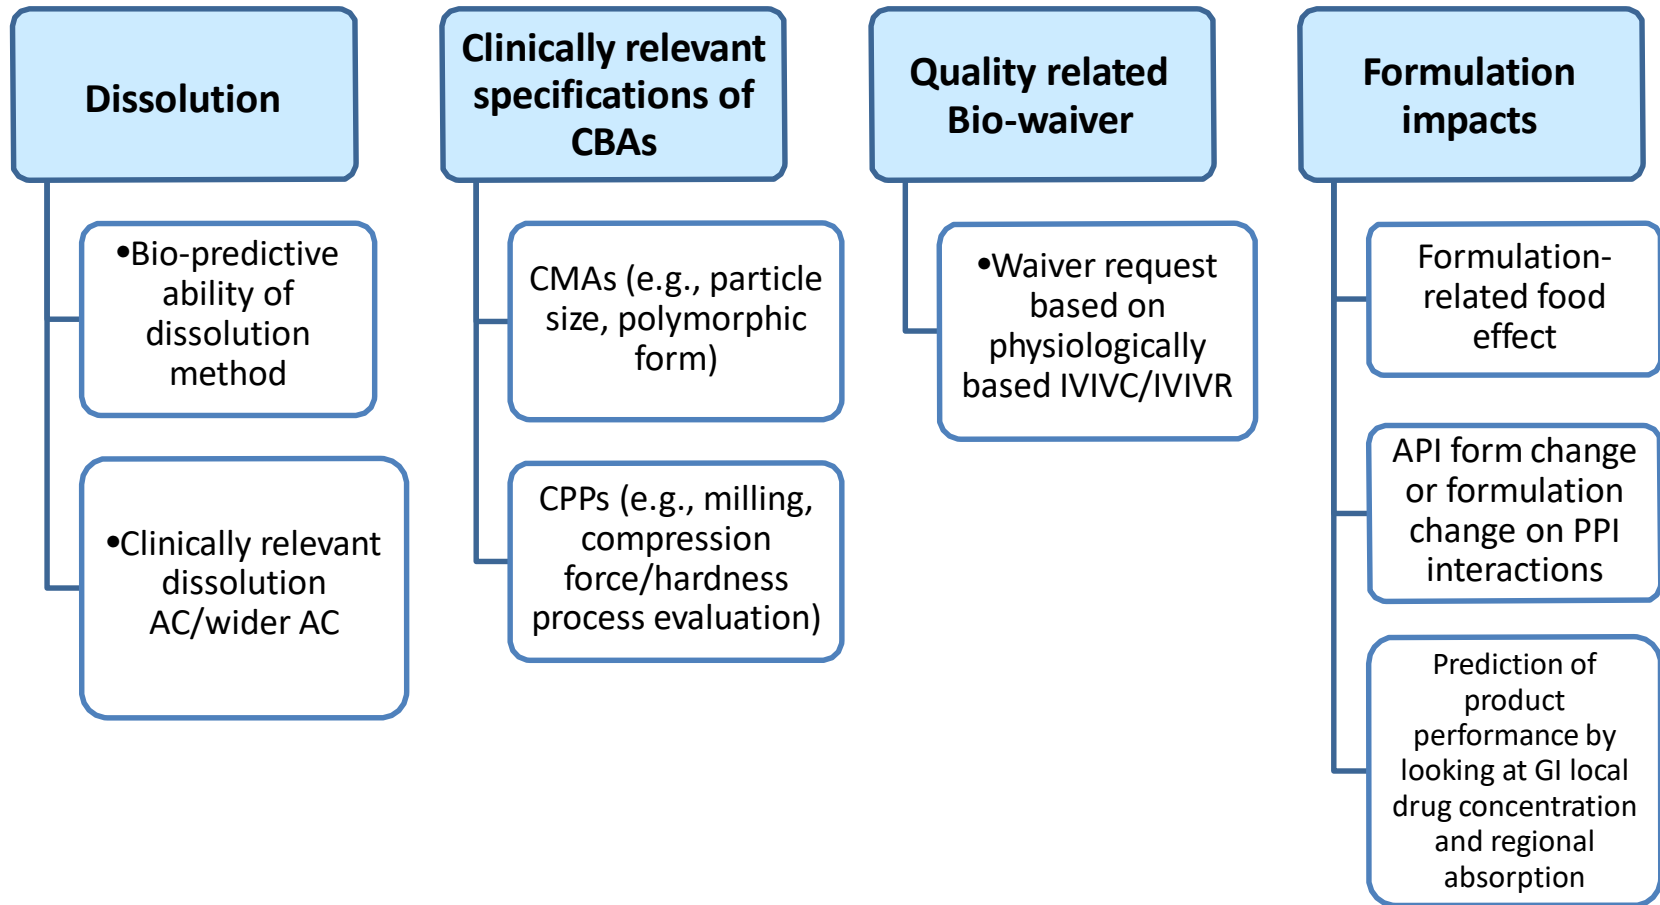 Dissolution
•Bio-predictive
ability of
dissolution
method
•Clinically relevant
dissolution
AC/wider AC
Clinically relevant
specifications of
CBAs
CMAs (e.g., particle
size, polymorphic
form)
CPPs (e.g., milling,
compression
force/hardness
process evaluation)
Quality related
Bio-waiver
•Waiver request
based on
physiologically
based IVIVC/IVIVR
Formulation
impacts
Formulation-
related food
effect
API form change
or formulation
change on PPI
interactions
Prediction of
product
performance by
looking at GI local
drug concentration
and regional
absorption